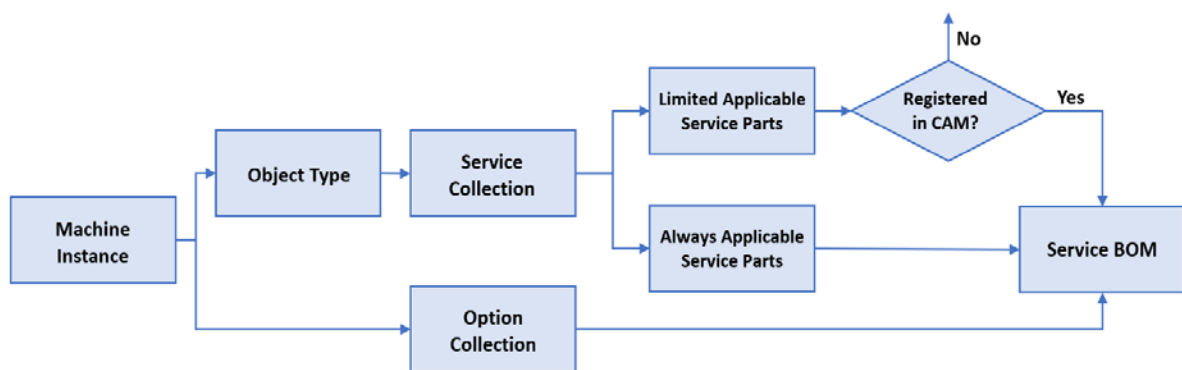 No
Limited Applicable
Service Parts
Registered
in CAM?
Yes
Object Type
Service
Collection
Machine
Instance
Always Applicable
Service Parts
Service BOM
Option
Collection